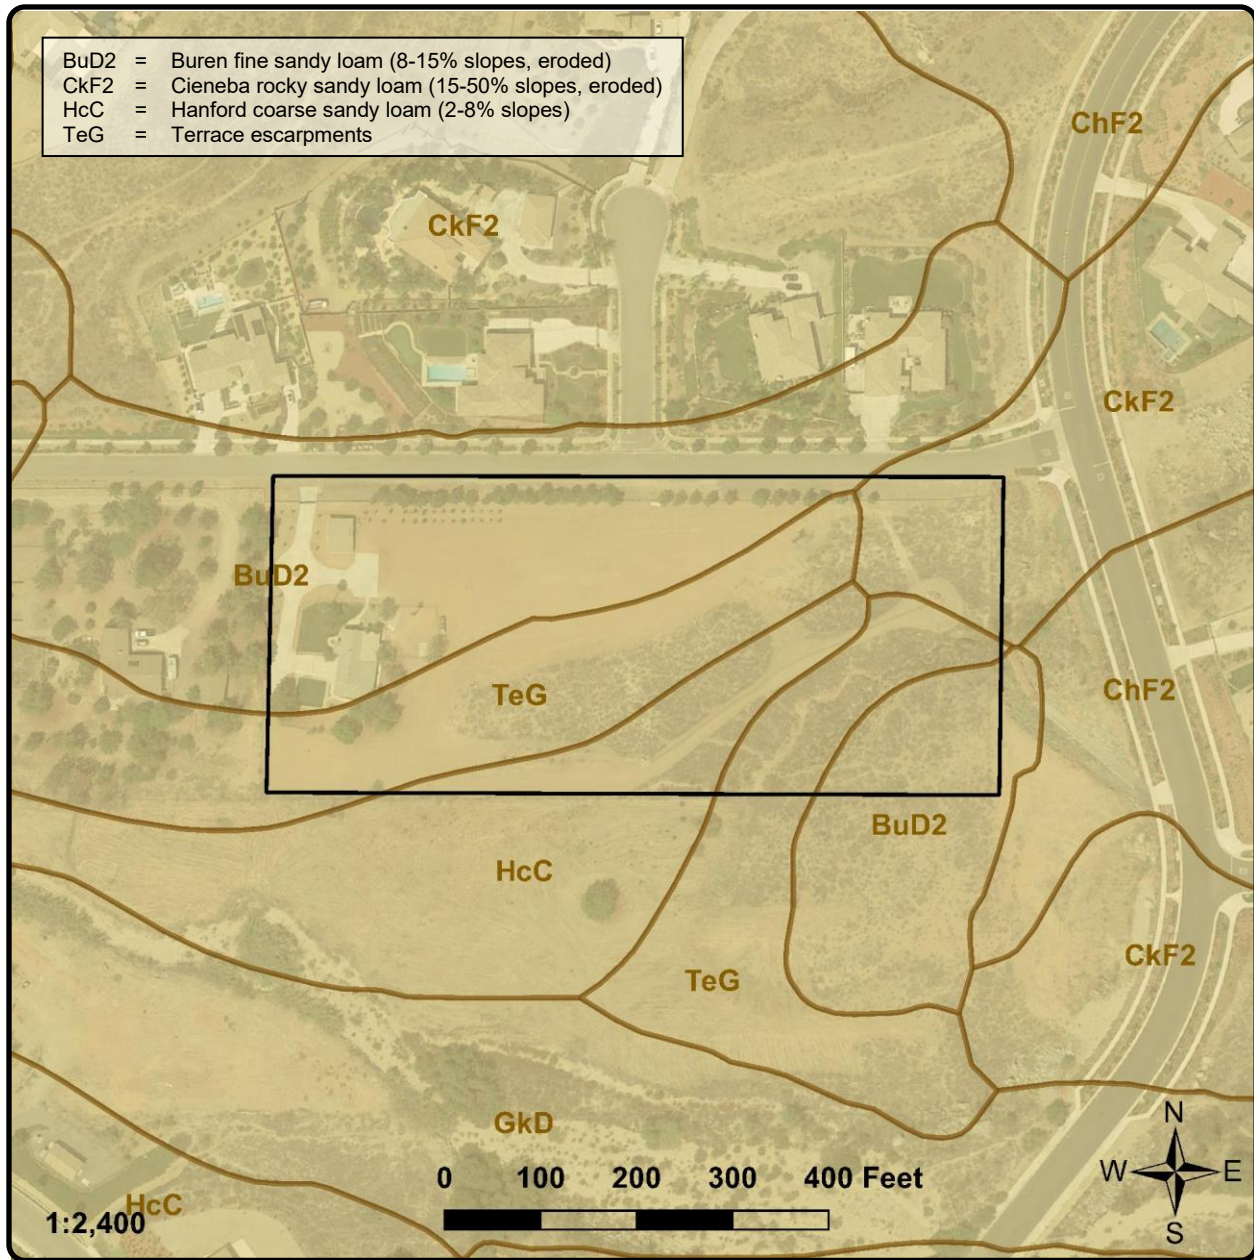 BuD2 = Buren fine sandy loam (8-15% slopes, eroded)
CkF2 = Cieneba rocky sandy loam (15-50% slopes, eroded)
HcC = Hanford coarse sandy loam (2-8% slopes)
TeG = Terrace escarpments
ChF2
CkF2
CkF2
BuD2
TeG
ChF2
BuD2
HcC
CkF2
TeG
GkD
HcC
0 100 200 300 400 Feet
1:2,400
N
W E
S